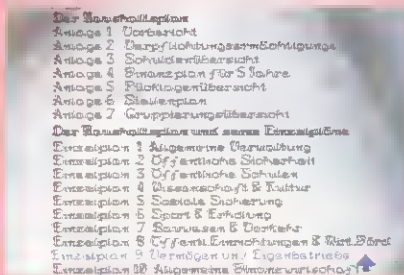 Der Haushaltsplan
Anlage 1 Vorbericht
Anlage 2 Verpflichtungsermächtigungs
Anlage 3 Schuldenübersicht
Anlage 4 Finanzplan für 5 Jahre
Anlage 5 Rücklagenübersicht
Anlage 6 Stellenplan
Anlage 7 Gruppierungsübersicht
Der Haushaltsplan und seine Einzelpläne
Einzelplan 1 Allgemeine Verwaltung
Einzelplan 2 Öffentliche Sicherheit
Einzelplan 3 Öffentliche Schulen
Einzelplan 4 Wissenschaft & Kultur
Einzelplan 5 Soziale Sicherung
Einzelplan 6 Sport & Erholung
Einzelplan 7 Bauwesen & Verkehr
Einzelplan 8 Öffentl. Einrichtungen & Wirt.Förd
Einzelplan 9 Vermögen un/ Eigenbetriebe
Einzelplan 10 Allgemeine Finanzwirtschaft